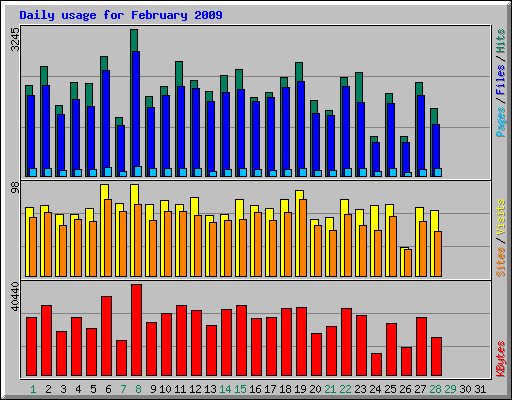 Daily usage for February 2009
3245
Pages / Files / Hits
98
Sites / Visits
40440
KBytes
1 2 3 4 5 6 7 8 9 10 11 12 13 14 15 16 17 18 19 20 21 22 23 24 25 26 27 28 29 30 31